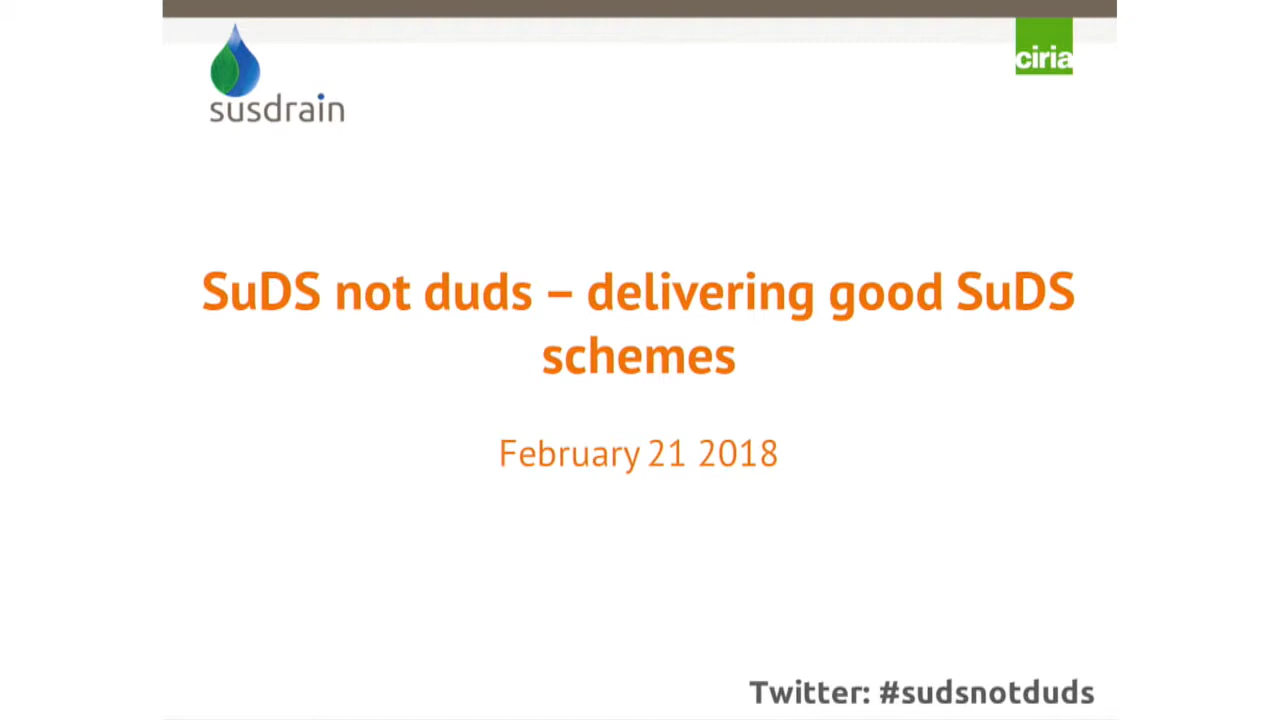 susdrain
ciria
SuDS not duds – delivering good SuDS
schemes
February 21 2018
Twitter: #sudsnotduds